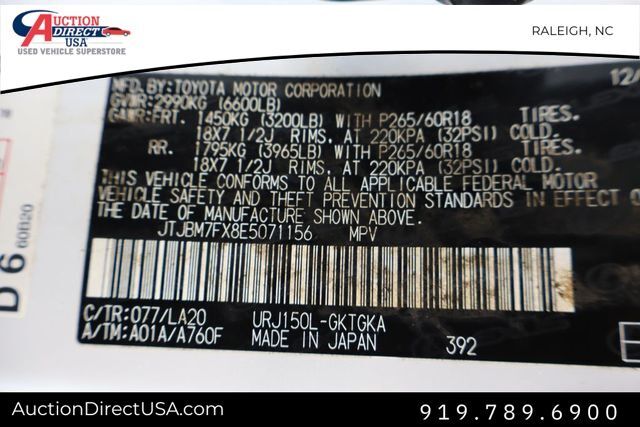 AUCTION
DIRECT
USA
USED VEHICLE SUPERSTORE
RALEIGH, NC
MFD. BY: TOYOTA MOTOR CORPORATION
GVWR: 2990KG (6600LB)
GAWR: FRT. 1450KG (3200LB) WITH P265/60R18 TIRES.
18X7 1/2J RIMS, AT 220KPA (32PSI) COLD.
RR. 1795KG (3965LB) WITH P265/60R18 TIRES.
18X7 1/2J RIMS, AT 220KPA (32PSI) COLD.
THIS VEHICLE CONFORMS TO ALL APPLICABLE FEDERAL MOTOR
VEHICLE SAFETY AND THEFT PREVENTION STANDARDS IN EFFECT
THE DATE OF MANUFACTURE SHOWN ABOVE.
JTJBM7FX8E5071156 MPV
C/TR:077/LA20 URJ150L-GKTGKA
A/TM:A01A/A760F MADE IN JAPAN 392
D6
60B20
AuctionDirectUSA.com
919.789.6900